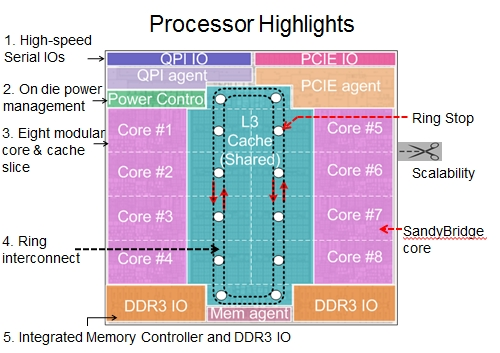 Processor Highlights
1. High-speed
Serial IOs
2. On die power
management
3. Eight modular
core & cache
slice
4. Ring
interconnect
QPI IO
PCIE IO
QPI agent
PCIE agent
Power Control
L3
Cache
(Shared)
Core #1
Core #2
Core #3
Core #4
Core #5
Core #6
Core #7
Core #8
DDR3 IO
Mem agent
DDR3 IO
Ring Stop
Scalability
SandyBridge
core
5. Integrated Memory Controller and DDR3 IO